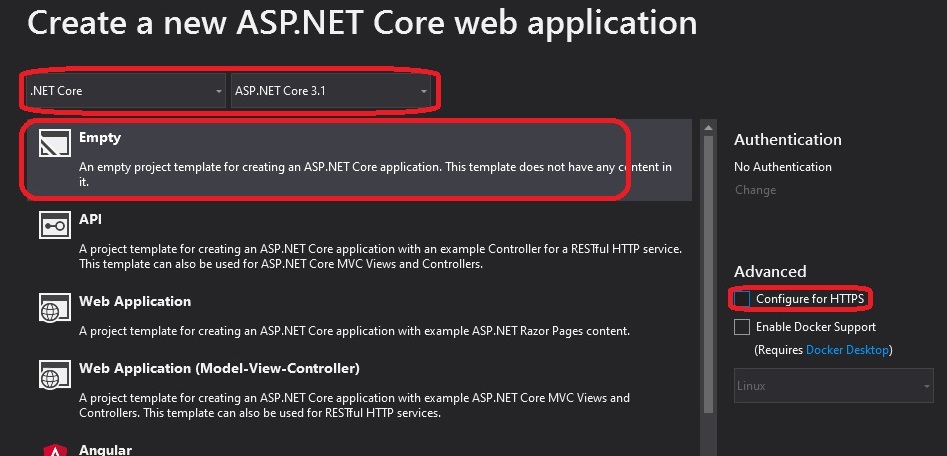 Create a new ASP.NET Core web application
.NET Core
ASP.NET Core 3.1
Empty
An empty project template for creating an ASP.NET Core application. This template does not have any content in
it.
API
A project template for creating an ASP.NET Core application with an example Controller for a RESTful HTTP service.
This template can also be used for ASP.NET Core MVC Views and Controllers.
Web Application
A project template for creating an ASP.NET Core application with example ASP.NET Razor Pages content.
Web Application (Model-View-Controller)
A project template for creating an ASP.NET Core application with example ASP.NET Core MVC Views and
Controllers. This template can also be used for RESTful HTTP services.
Angular
Authentication
No Authentication
Change
Advanced
Configure for HTTPS
Enable Docker Support
(Requires Docker Desktop)
Linux